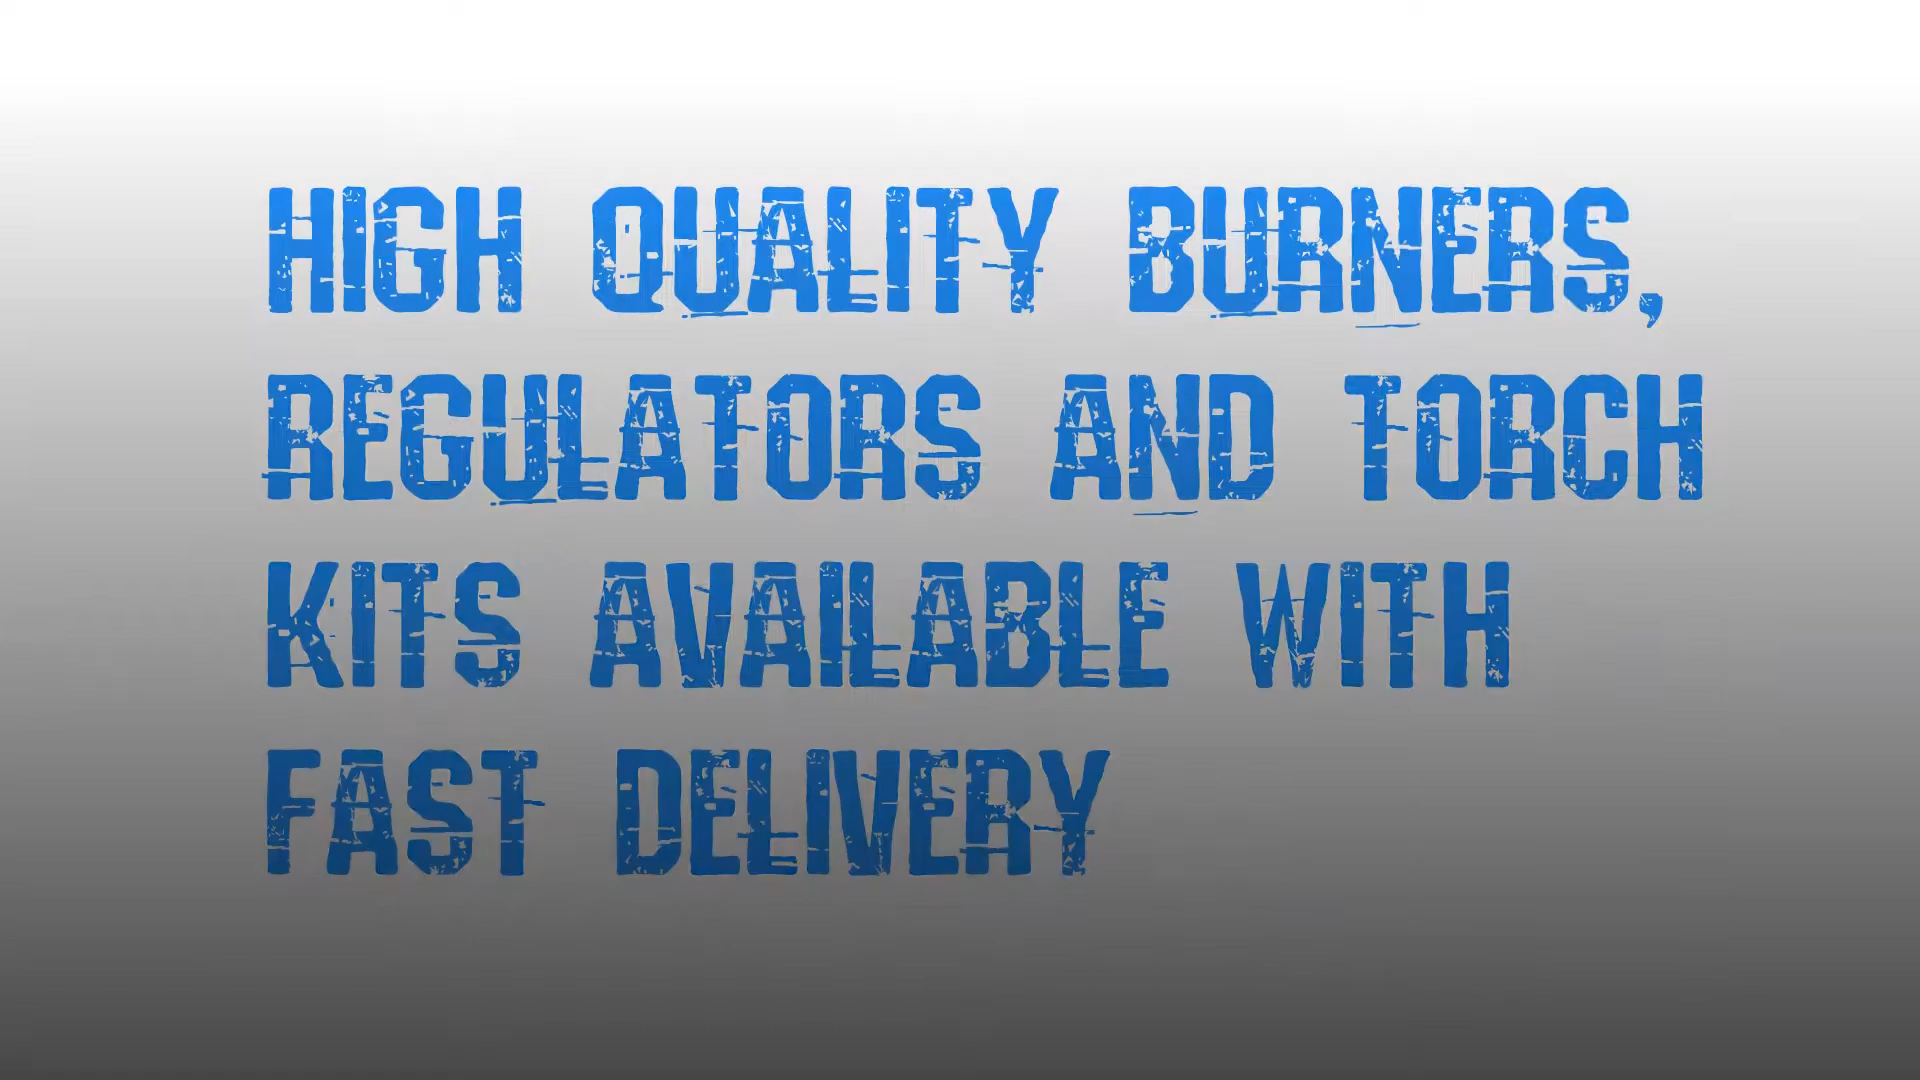 HIGH QUALITY BURNERS,
REGULATORS AND TORCH
KITS AVAILABLE WITH
FAST DELIVERY